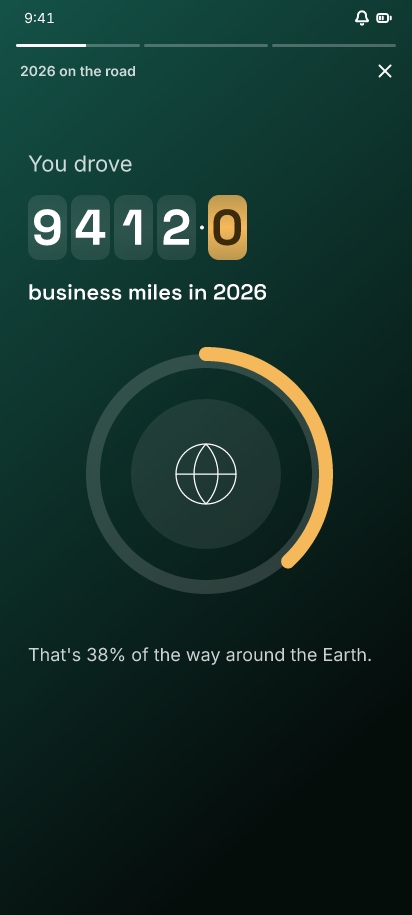 9:41
2026 on the road
You drove
9412.0
business miles in 2026
That's 38% of the way around the Earth.